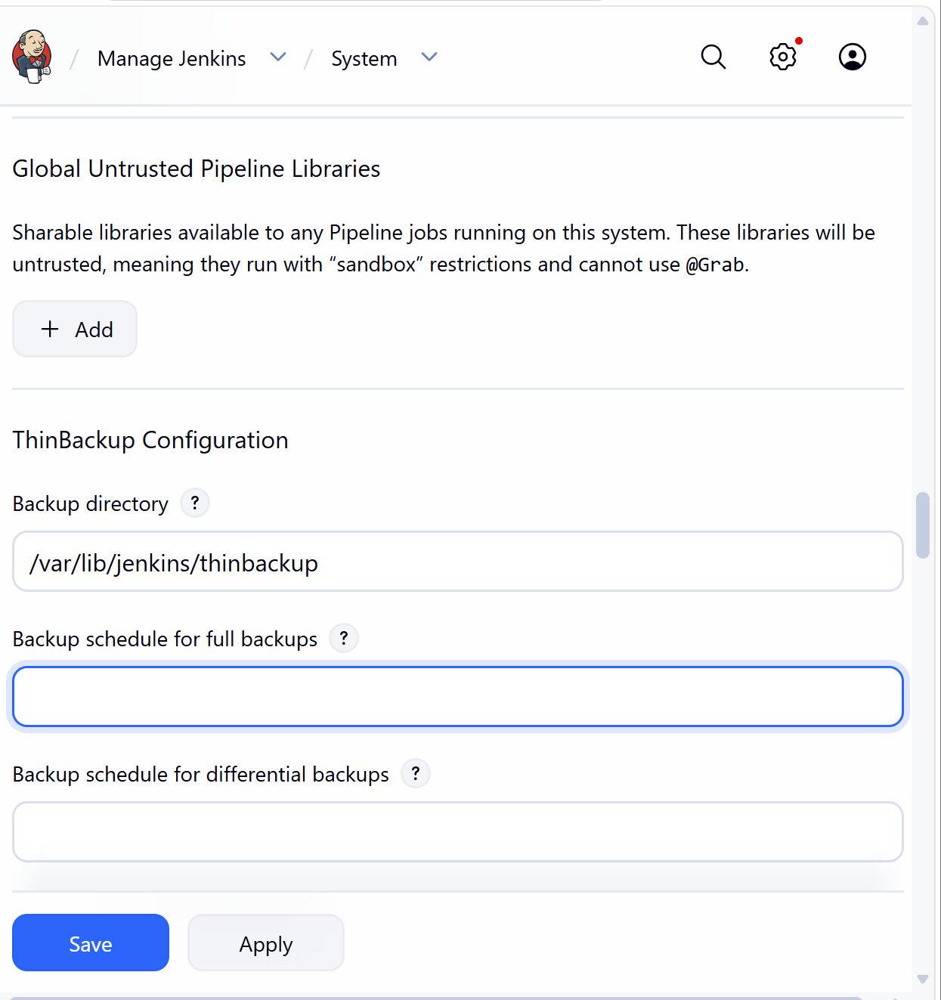 / Manage Jenkins / System
Global Untrusted Pipeline Libraries
Sharable libraries available to any Pipeline jobs running on this system. These libraries will be
untrusted, meaning they run with “sandbox” restrictions and cannot use @Grab.
+ Add
ThinBackup Configuration
Backup directory ?
/var/lib/jenkins/thinbackup
Backup schedule for full backups ?
Backup schedule for differential backups ?
Save Apply